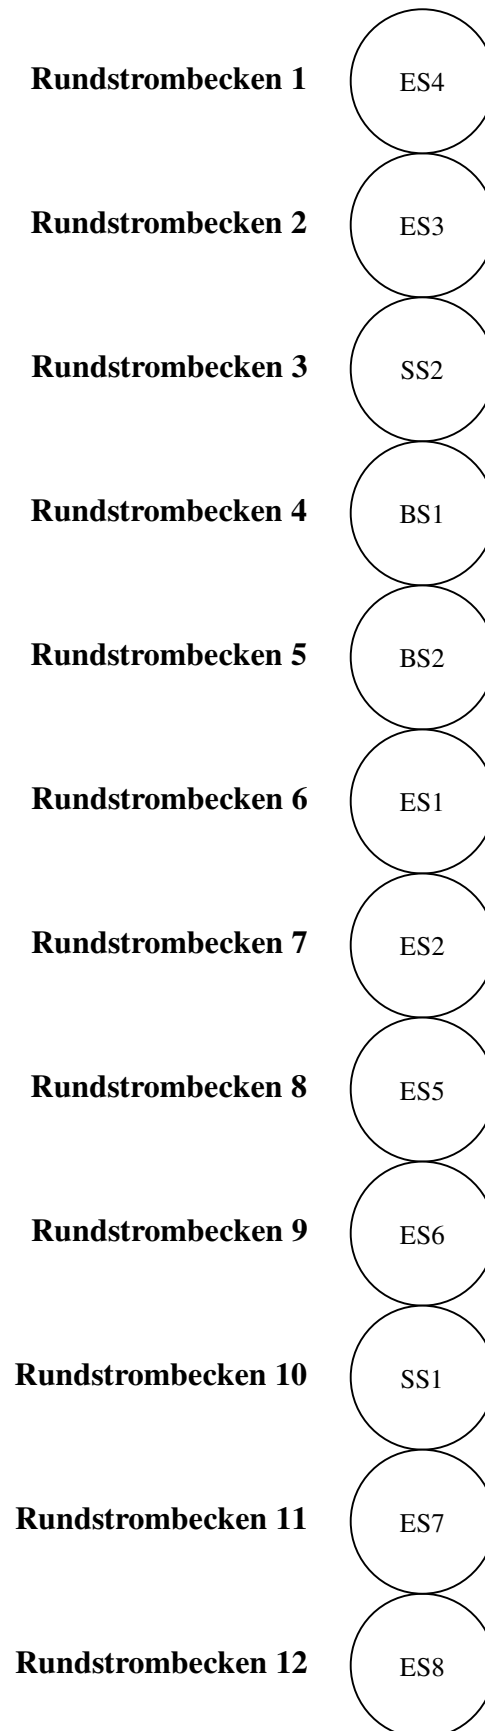 Rundstrombecken 1 ES4
Rundstrombecken 2 ES3
Rundstrombecken 3 SS2
Rundstrombecken 4 BS1
Rundstrombecken 5 BS2
Rundstrombecken 6 ES1
Rundstrombecken 7 ES2
Rundstrombecken 8 ES5
Rundstrombecken 9 ES6
Rundstrombecken 10 SS1
Rundstrombecken 11 ES7
Rundstrombecken 12 ES8